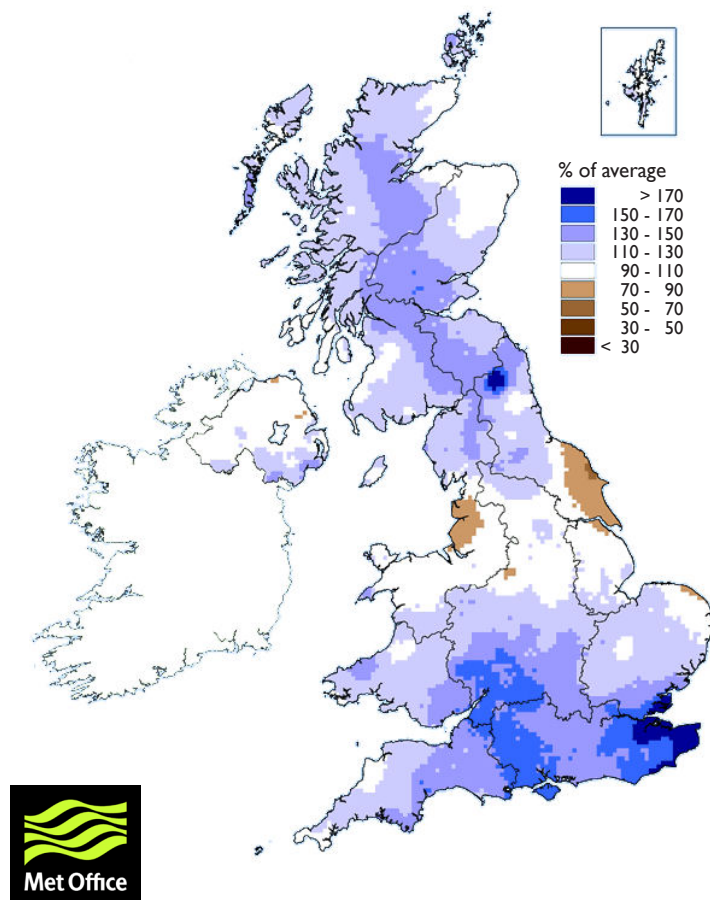 % of average
> 170
150 - 170
130 - 150
110 - 130
90 - 110
70 - 90
50 - 70
30 - 50
< 30
Met Office